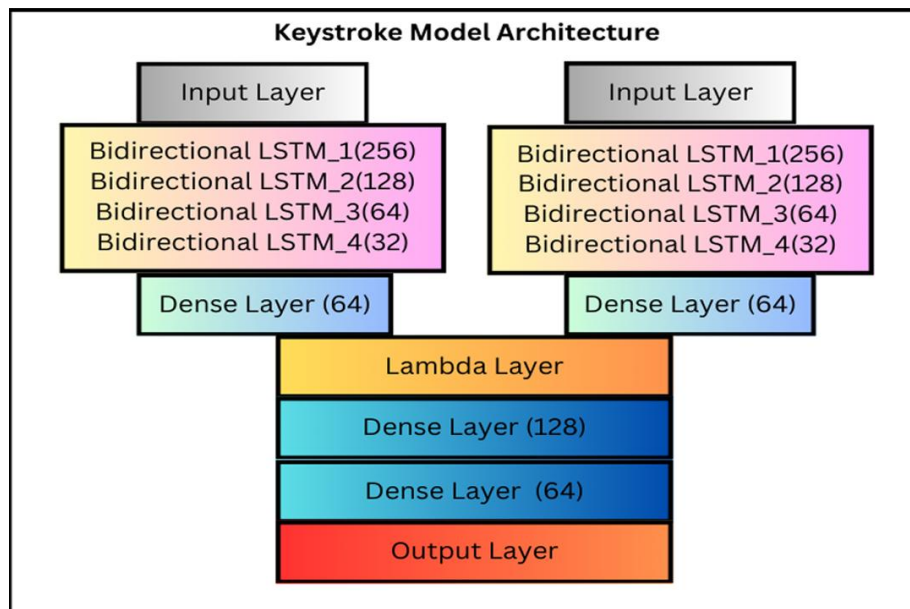 Keystroke Model Architecture
Input Layer
Bidirectional LSTM_1(256)
Bidirectional LSTM_2(128)
Bidirectional LSTM_3(64)
Bidirectional LSTM_4(32)
Dense Layer (64)
Input Layer
Bidirectional LSTM_1(256)
Bidirectional LSTM_2(128)
Bidirectional LSTM_3(64)
Bidirectional LSTM_4(32)
Dense Layer (64)
Lambda Layer
Dense Layer (128)
Dense Layer (64)
Output Layer